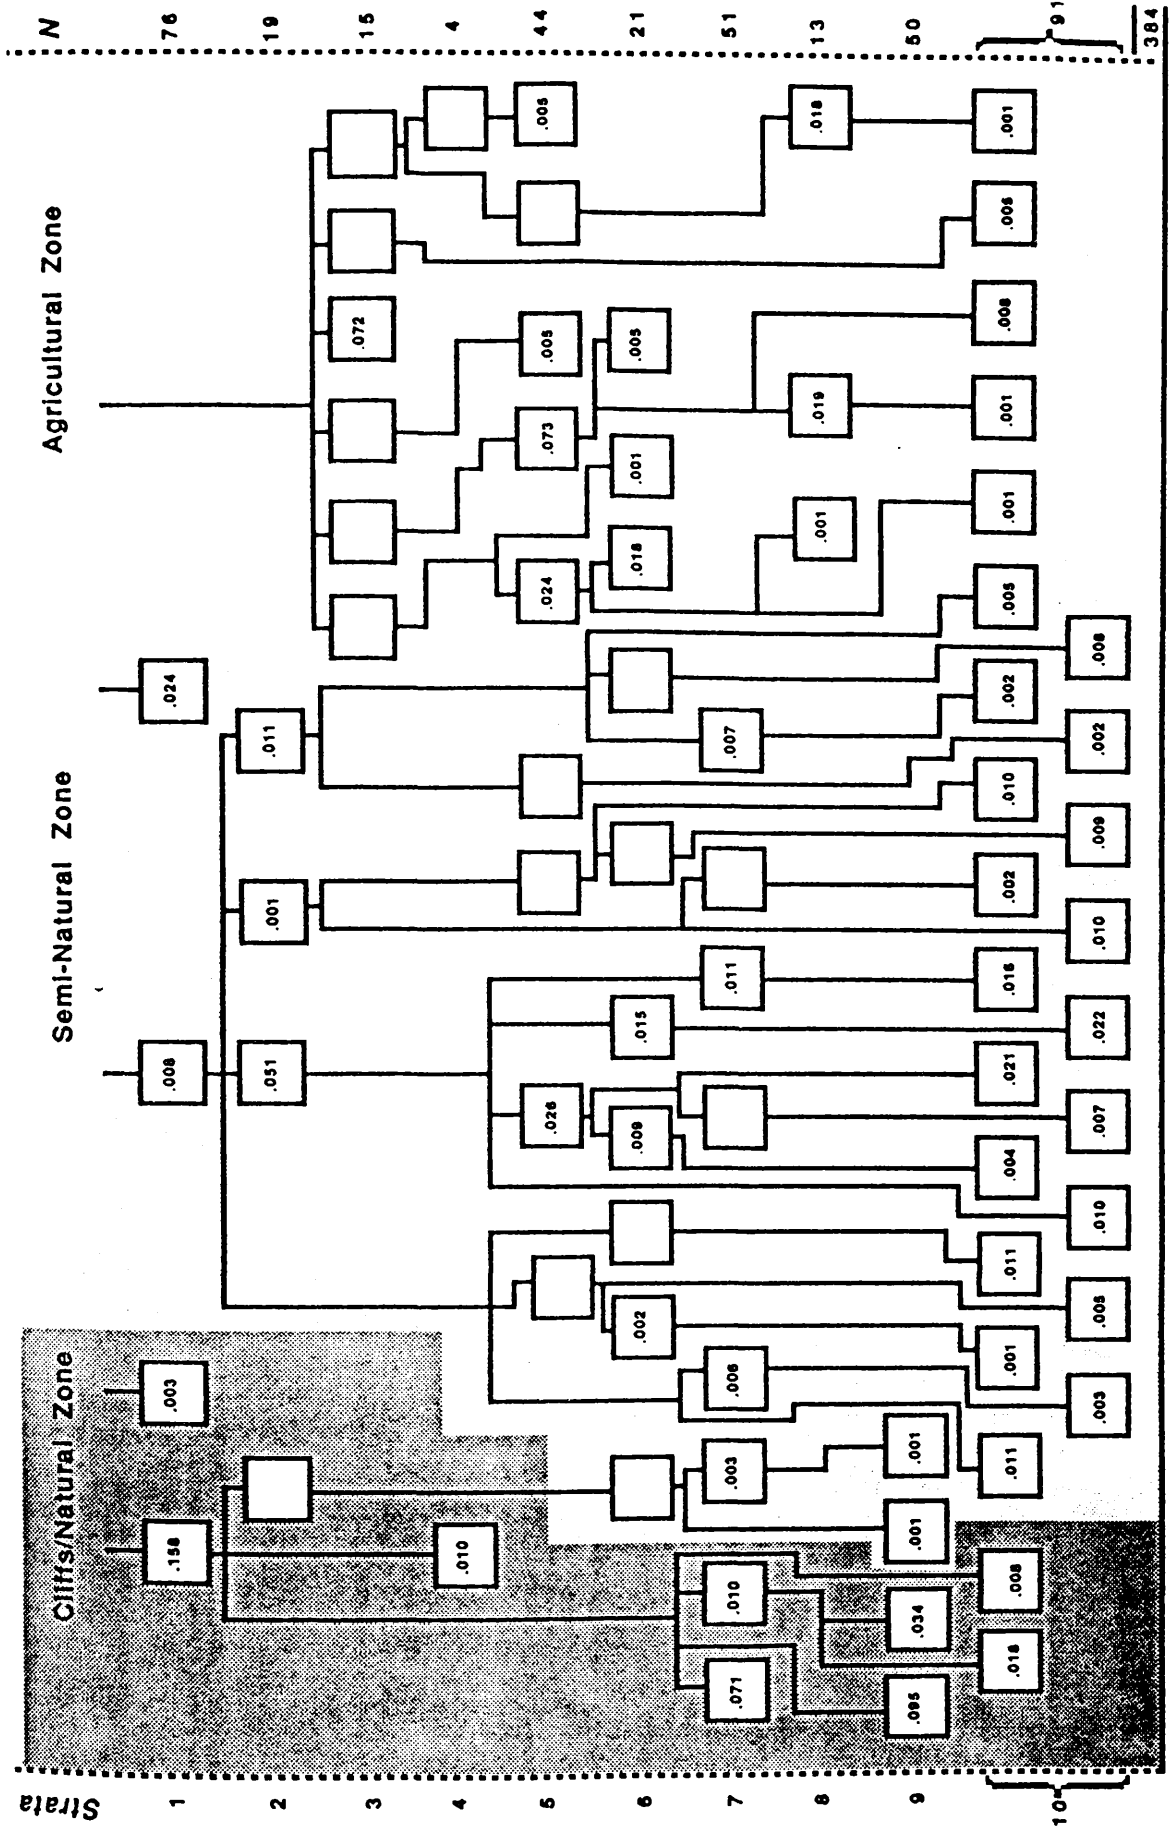 Strata Cliffs/Natural Zone Semi-Natural Zone Agricultural Zone N
1 .158 .003 .008 .024 76
2 .051 .001 .011 19
3 .072 15
4 .010 4
5 .026 .024 .073 .005 .005 44
6 .002 .009 .015 .018 .001 .005 21
7 .071 .010 .003 .006 .011 .007 51
8 .001 .019 .018 13
9 .095 .034 .001 .001 50
.018 .008 .011 .001 .011 .004 .021 .016 .002 .010 .002 .005 .001 .001 .008 .005 .001
10 91
.003 .005 .010 .007 .022 .010 .009 .002 .008
384